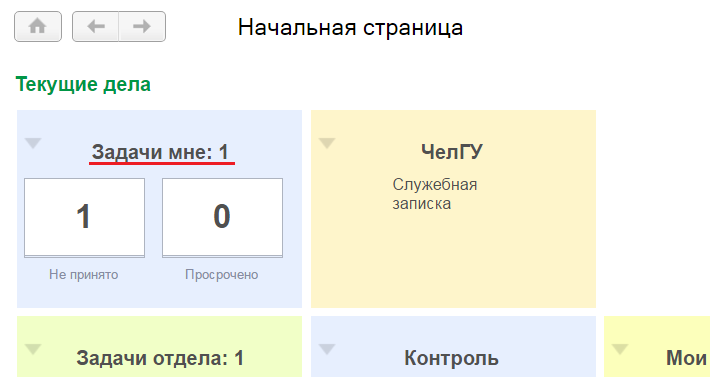 Начальная страница
Текущие дела
Задачи мне: 1
1
0
Не принято
Просрочено
ЧелГУ
Служебная
записка
Задачи отдела: 1
Контроль
Мои